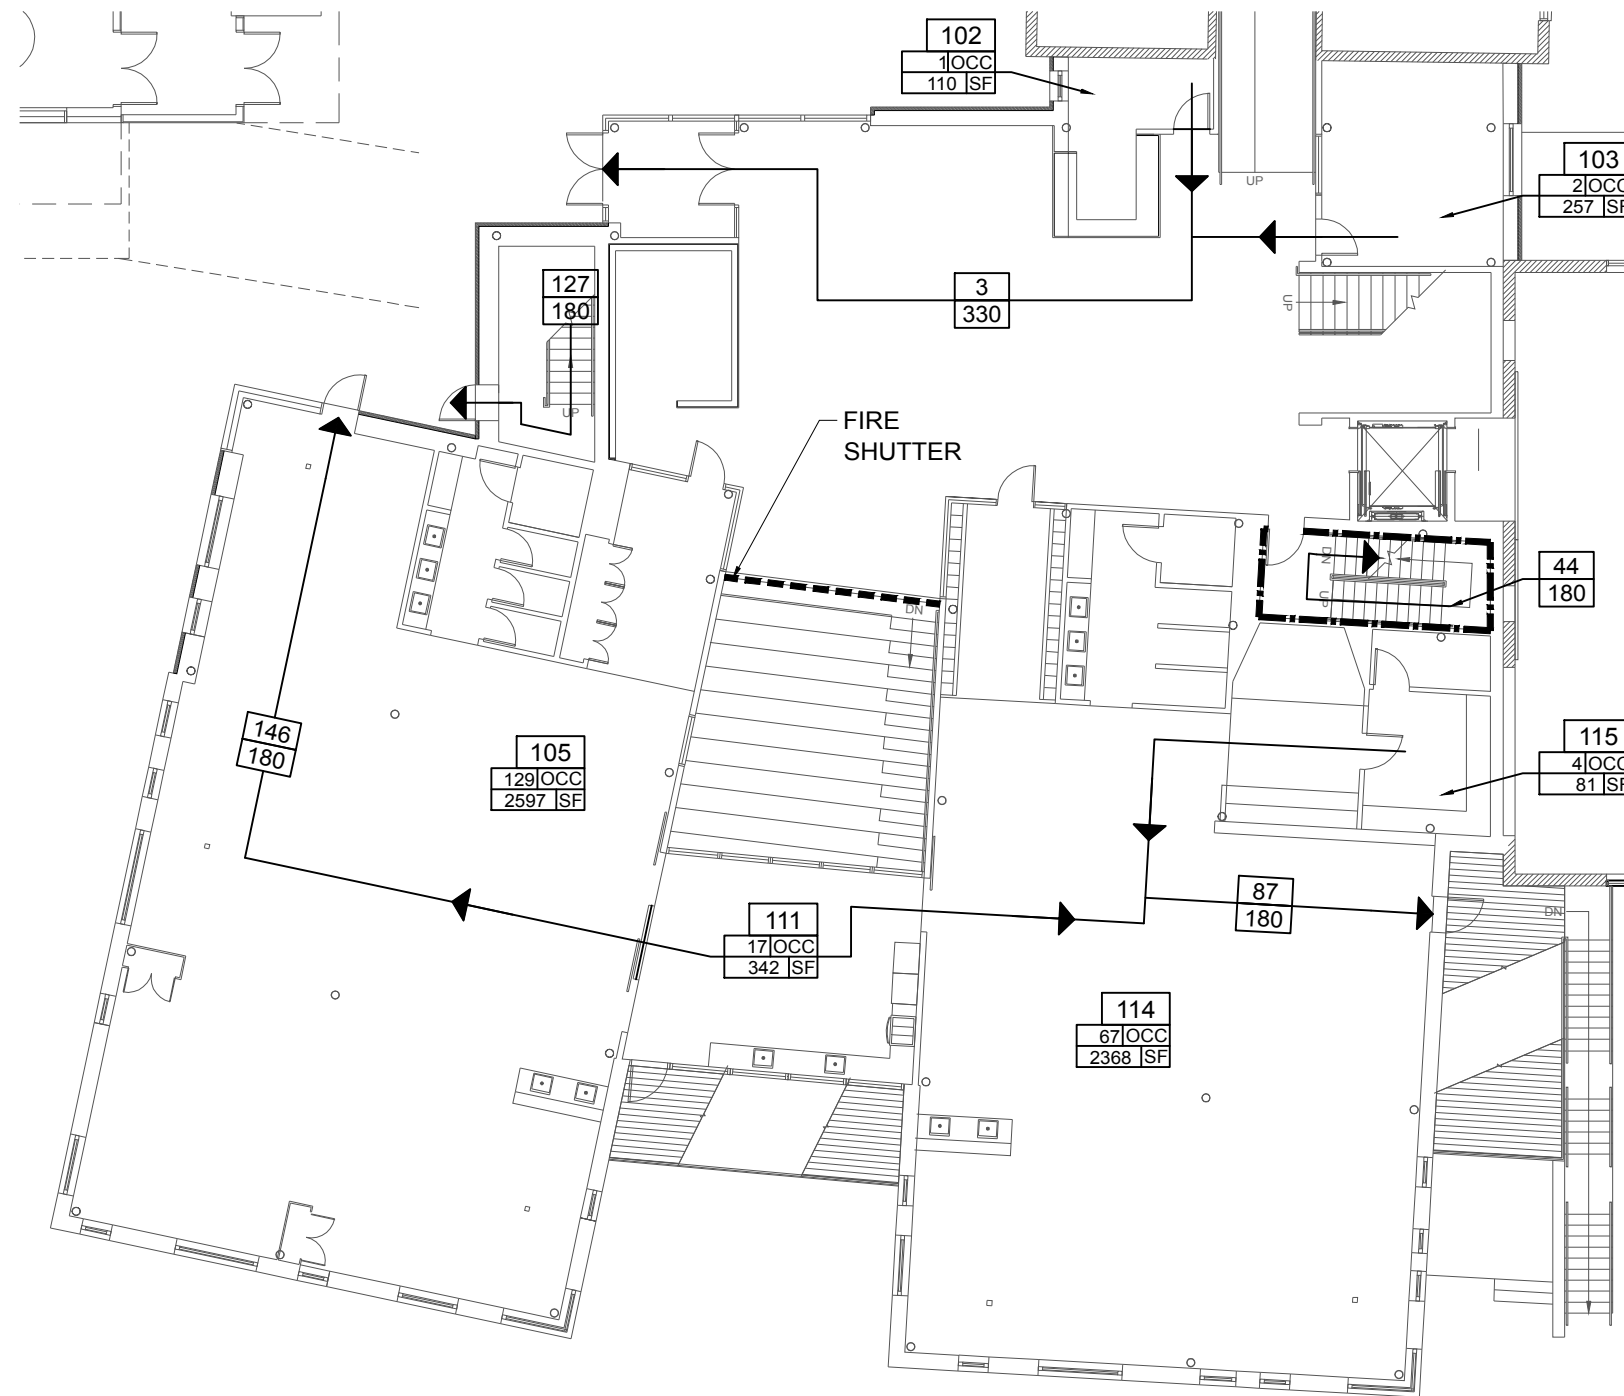 102
1 OCC
110 SF
103
2 OCC
257 SF
UP
127
180
3
330
UP
UP
FIRE
SHUTTER
DN
UP
44
180
DN
146
180
105
129 OCC
2597 SF
115
4 OCC
81 SF
87
180
111
17 OCC
342 SF
DN
114
67 OCC
2368 SF